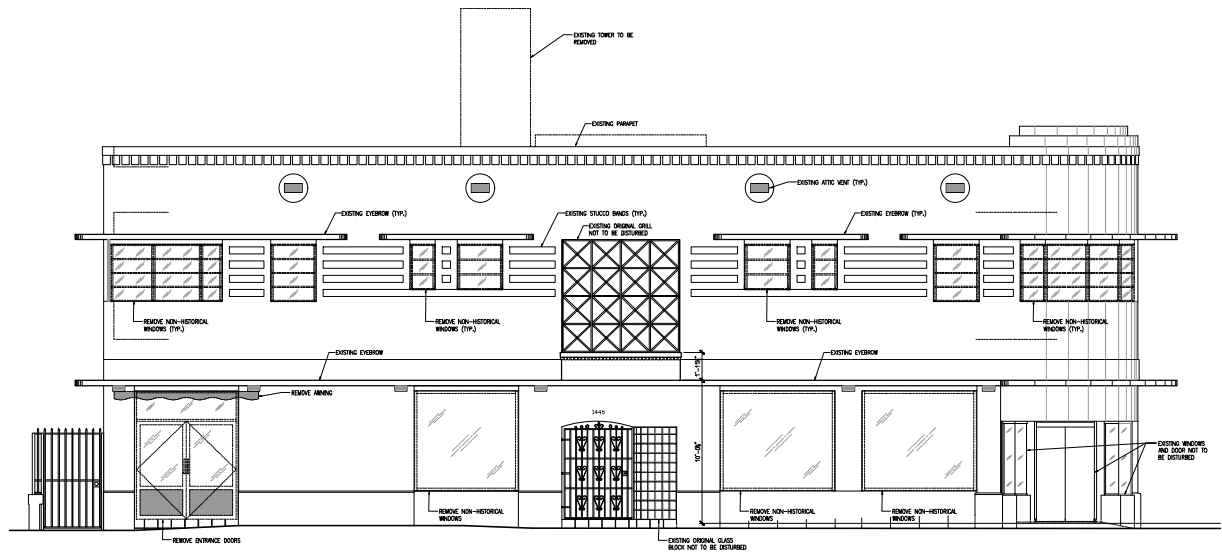 EXISTING TOWER TO BE
REMOVED
EXISTING PARAPET
EXISTING ATTIC VENT (TYP.)
EXISTING EYEBROW (TYP.)
EXISTING STUCCO BANDS (TYP.)
EXISTING ORIGINAL GRILL
NOT TO BE DISTURBED
EXISTING EYEBROW (TYP.)
REMOVE NON-HISTORICAL
WINDOWS (TYP.)
REMOVE NON-HISTORICAL
WINDOWS (TYP.)
REMOVE NON-HISTORICAL
WINDOWS (TYP.)
REMOVE NON-HISTORICAL
WINDOWS (TYP.)
EXISTING EYEBROW
EXISTING EYEBROW
REMOVE AWNING
1445
EXISTING WINDOWS
AND DOOR NOT TO
BE DISTURBED
REMOVE NON-HISTORICAL
WINDOWS
REMOVE NON-HISTORICAL
WINDOWS
REMOVE NON-HISTORICAL
WINDOWS
REMOVE ENTRANCE DOORS
EXISTING ORIGINAL GLASS
BLOCK NOT TO BE DISTURBED